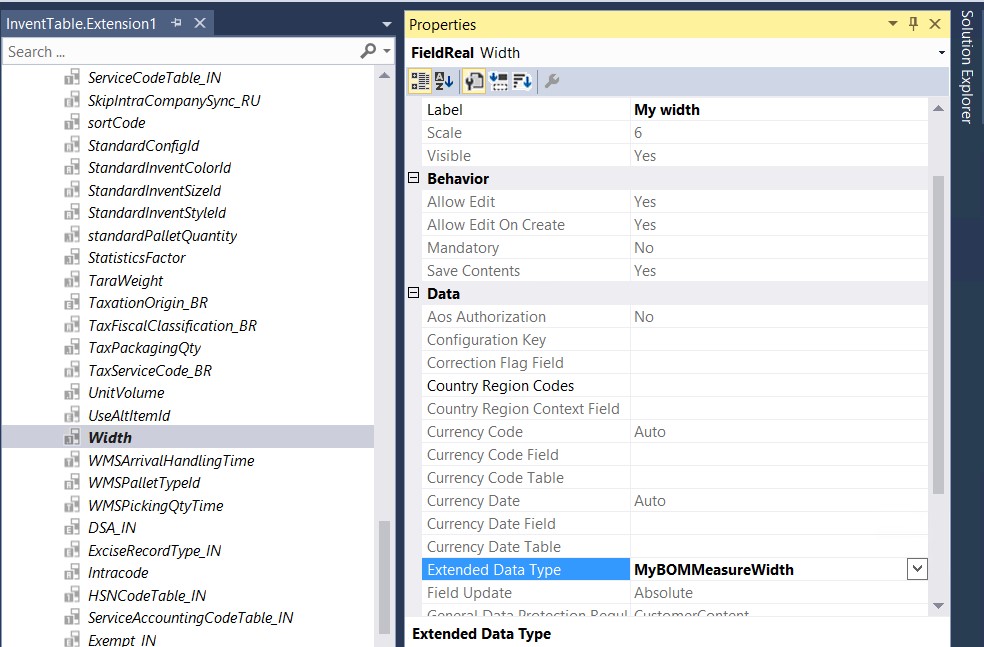 InventTable.Extension1
Search ...
ServiceCodeTable_IN
SkipIntraCompanySync_RU
sortCode
StandardConfigId
StandardInventColorId
StandardInventSizeId
StandardInventStyleId
standardPalletQuantity
StatisticsFactor
TaraWeight
TaxationOrigin_BR
TaxFiscalClassification_BR
TaxPackagingQty
TaxServiceCode_BR
UnitVolume
UseAltItemId
Width
WMSArrivalHandlingTime
WMSPalletTypeId
WMSPickingQtyTime
DSA_IN
ExciseRecordType_IN
Intracode
HSNCodeTable_IN
ServiceAccountingCodeTable_IN
Exempt_IN
Properties
FieldReal Width
Label My width
Scale 6
Visible Yes
Behavior
Allow Edit Yes
Allow Edit On Create Yes
Mandatory No
Save Contents Yes
Data
Aos Authorization No
Configuration Key
Correction Flag Field
Country Region Codes
Country Region Context Field
Currency Code Auto
Currency Code Field
Currency Code Table
Currency Date Auto
Currency Date Field
Currency Date Table
Extended Data Type MyBOMMeasureWidth
Field Update Absolute
General Data Protection Regul CustomerContent
Extended Data Type
Solution Explorer